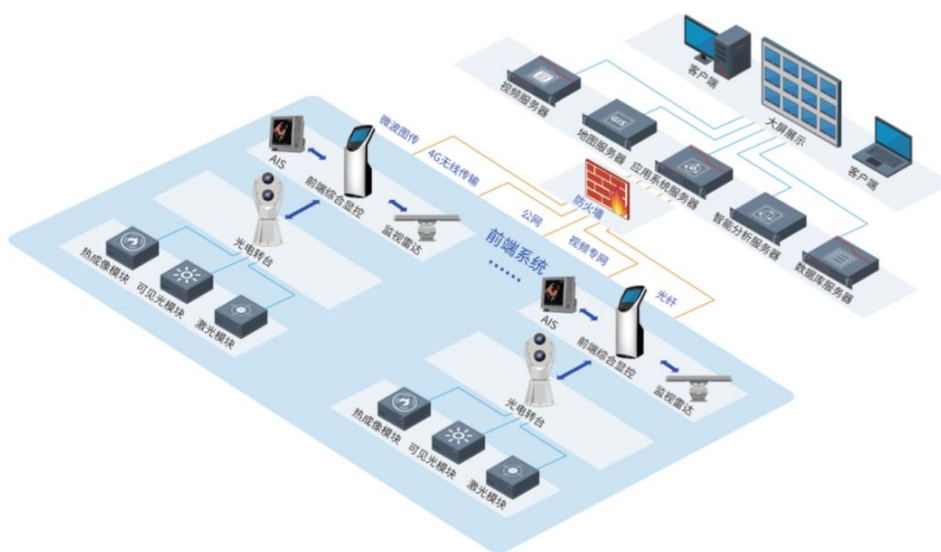 客户端
大屏展示
客户端
视频服务器
GIS
地图服务器
应用系统服务器
智能分析服务器
数据库服务器
微波图传
4G无线传输
防火墙
公网
视频专网
光纤
AIS
前端综合显控
监视雷达
光电转台
热成像模块
可见光模块
激光模块
前端系统
......
AIS
前端综合显控
监视雷达
光电转台
热成像模块
可见光模块
激光模块